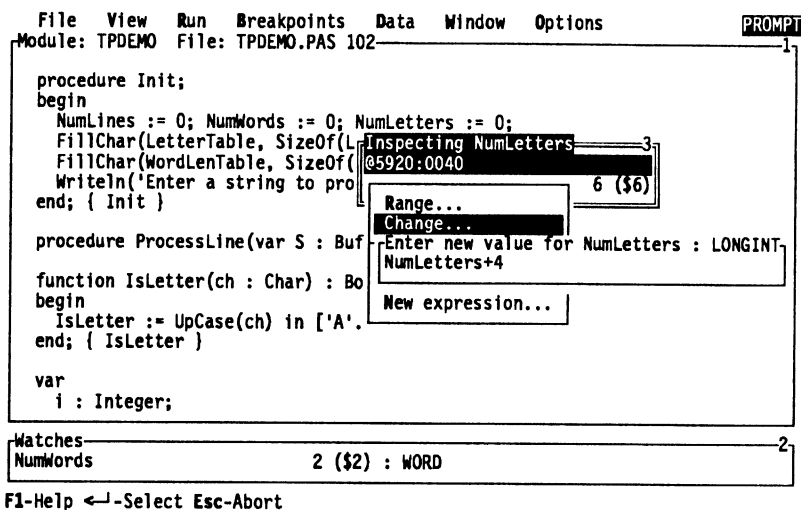 File View Run Breakpoints Data Window Options PROMPT
Module: TPDEMO File: TPDEMO.PAS 102 1
procedure Init;
begin
NumLines := 0; NumWords := 0; NumLetters := 0;
FillChar(LetterTable, SizeOf(L
FillChar(WordLenTable, SizeOf(
Writeln('Enter a string to pro
end; { Init }
procedure ProcessLine(var S : Buf
function IsLetter(ch : Char) : Bo
begin
IsLetter := UpCase(ch) in ['A'.
end; { IsLetter }
var
i : Integer;
Inspecting NumLetters 3
@5920:0040
6 ($6)
Range...
Change...
Enter new value for NumLetters : LONGINT
NumLetters+4
New expression...
Watches 2
NumWords 2 ($2) : WORD
F1-Help ←┘-Select Esc-Abort